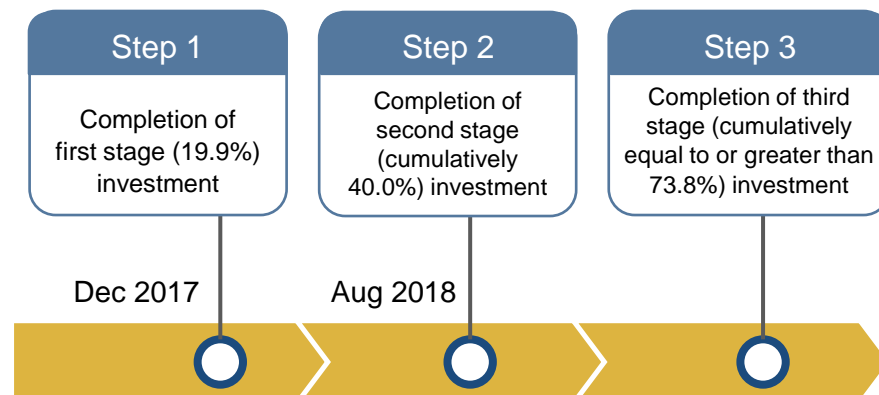 Step 1
Completion of
first stage (19.9%)
investment
Step 2
Completion of
second stage
(cumulatively
40.0%) investment
Step 3
Completion of third
stage (cumulatively
equal to or greater than
73.8%) investment
Dec 2017
Aug 2018